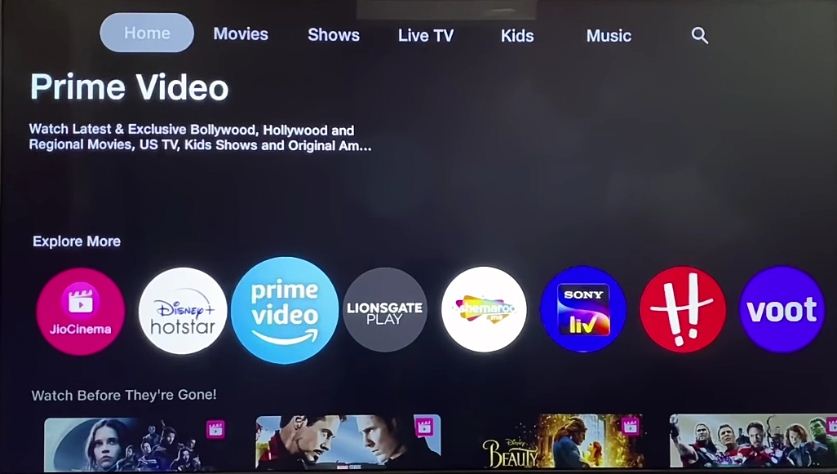 Home Movies Shows Live TV Kids Music
Prime Video
Watch Latest & Exclusive Bollywood, Hollywood and
Regional Movies, US TV, Kids Shows and Original Am...
Explore More
JioCinema
Disney+
hotstar
prime
video
LIONSGATE
PLAY
shemaroo
me
SONY
liv
voot
Watch Before They're Gone!
Disney
BEAUTY